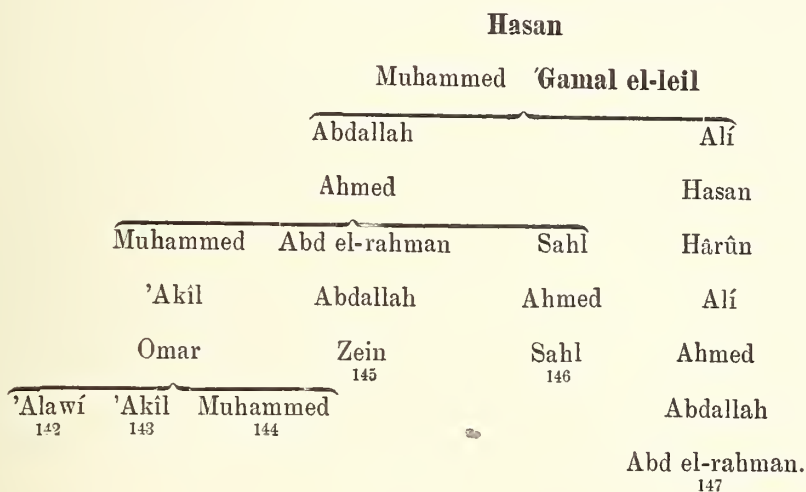 Hasan
Muhammed 'Gamal el-leil
Abdallah Alí
Ahmed Hasan
Muhammed Abd el-rahman Sahl Hârûn
'Akîl Abdallah Ahmed Alí
Omar Zein Sahl Ahmed
145 146
'Alawí 'Akîl Muhammed Abdallah
142 143 144
Abd el-rahman.
147